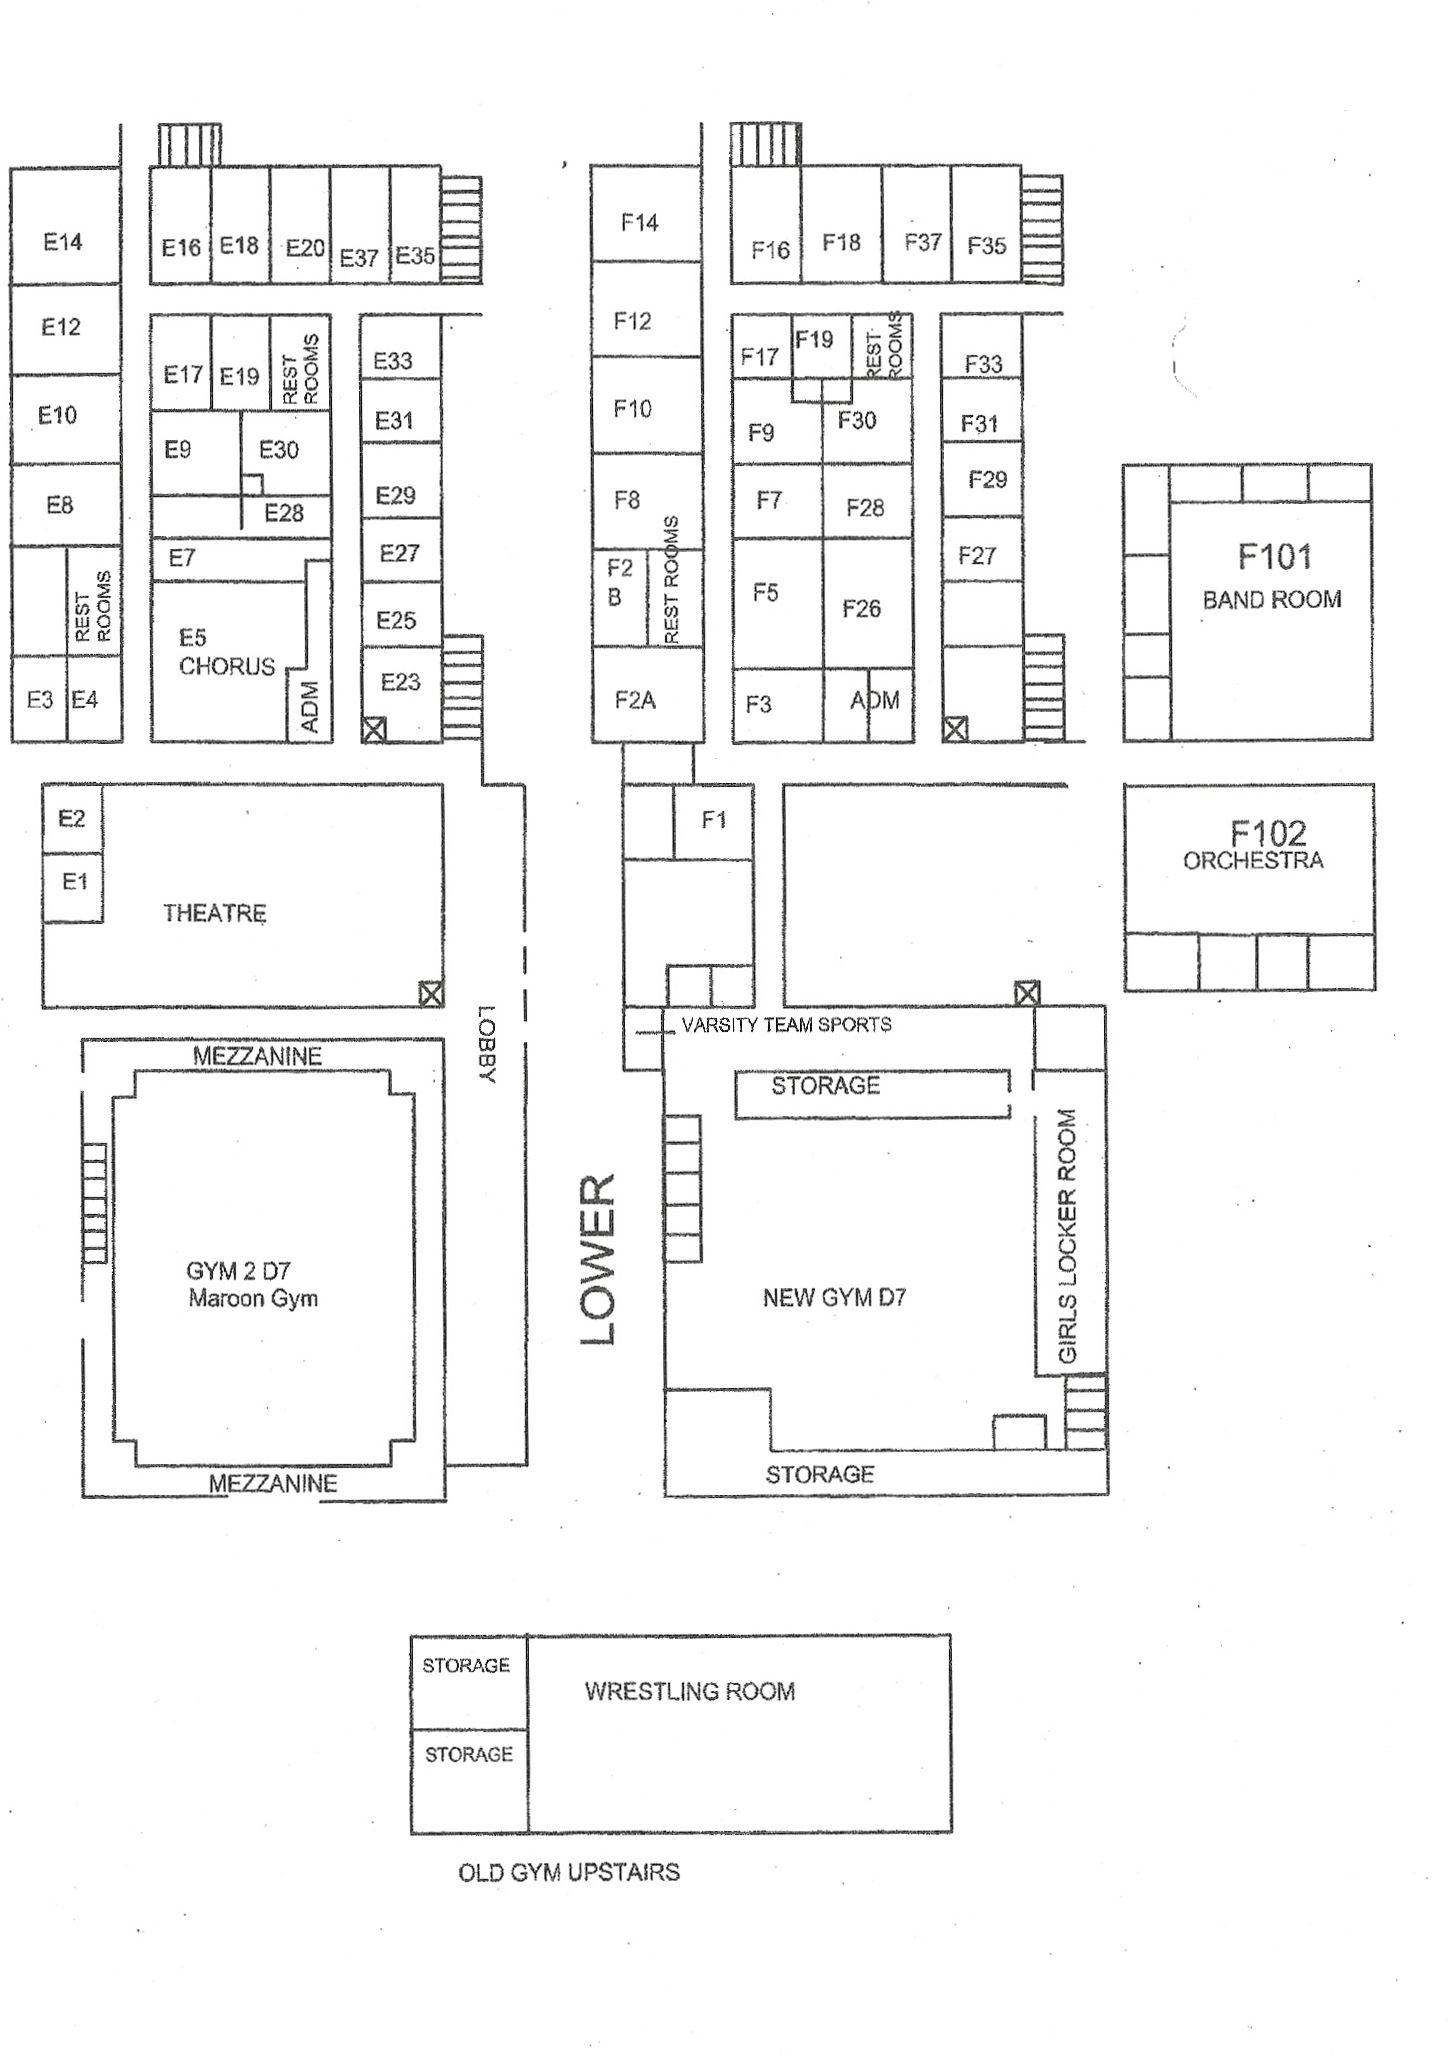 E14
E16
E18
E20
E37
E35
E12
E10
E8
REST
ROOMS
E3
E4
E17
E19
REST
ROOMS
E9
E30
E28
E7
E5
CHORUS
ADM
E33
E31
E29
E27
E25
E23
F14
F12
F10
F8
F2
B
REST ROOMS
F2A
F16
F18
F37
F35
F17
F19
REST
ROOMS
F9
F30
F7
F28
F5
F26
F3
ADM
F33
F31
F29
F27
F101
BAND ROOM
E2
E1
THEATRE
LOBBY
F1
F102
ORCHESTRA
MEZZANINE
GYM 2 D7
Maroon Gym
MEZZANINE
LOWER
VARSITY TEAM SPORTS
STORAGE
GIRLS LOCKER ROOM
NEW GYM D7
STORAGE
STORAGE
WRESTLING ROOM
STORAGE
OLD GYM UPSTAIRS